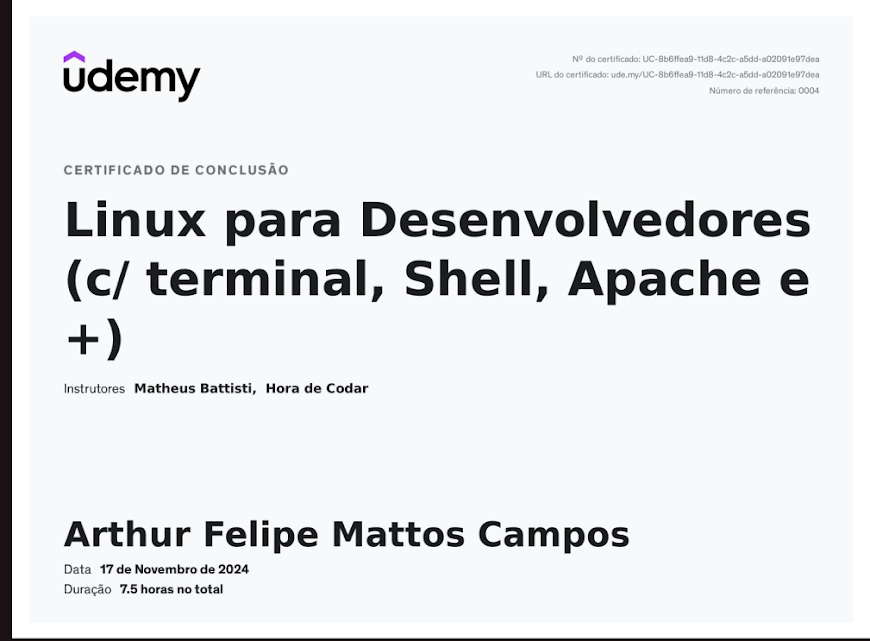 udemy
Nº do certificado: UC-8b6ffea9-11d8-4c2c-a5dd-a02091e97dea
URL do certificado: ude.my/UC-8b6ffea9-11d8-4c2c-a5dd-a02091e97dea
Número de referência: 0004
CERTIFICADO DE CONCLUSÃO
Linux para Desenvolvedores
(c/ terminal, Shell, Apache e
+)
Instrutores Matheus Battisti, Hora de Codar
Arthur Felipe Mattos Campos
Data 17 de Novembro de 2024
Duração 7.5 horas no total